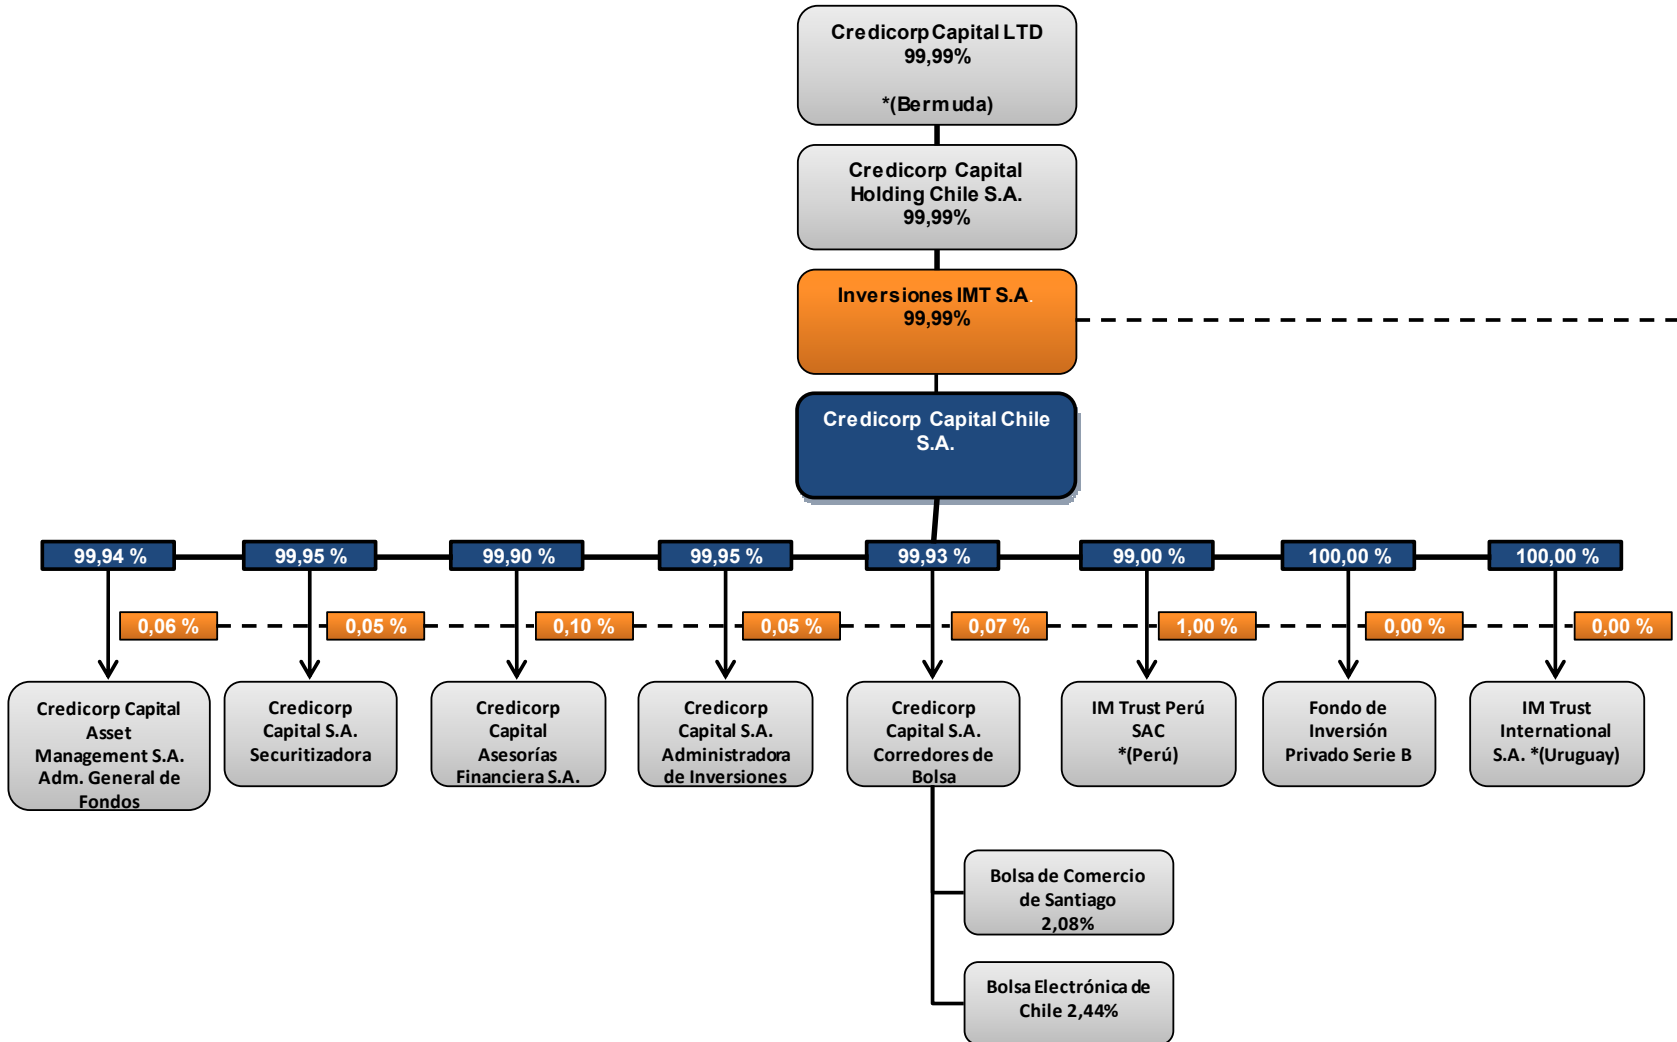 Credicorp Capital LTD
99,99%
*(Bermuda)
Credicorp Capital
Holding Chile S.A.
99,99%
Inversiones IMT S.A.
99,99%
Credicorp Capital Chile
S.A.
99,94 %
99,95 %
99,90 %
99,95 %
99,93 %
99,00 %
100,00 %
100,00 %
0,06 %
0,05 %
0,10 %
0,05 %
0,07 %
1,00 %
0,00 %
0,00 %
Credicorp Capital
Asset
Management S.A.
Adm. General de
Fondos
Credicorp
Capital S.A.
Securitizadora
Credicorp
Capital
Asesorías
Financiera S.A.
Credicorp
Capital S.A.
Administradora
de Inversiones
Credicorp
Capital S.A.
Corredores de
Bolsa
IM Trust Perú
SAC
*(Perú)
Fondo de
Inversión
Privado Serie B
IM Trust
International
S.A. *(Uruguay)
Bolsa de Comercio
de Santiago
2,08%
Bolsa Electrónica de
Chile 2,44%